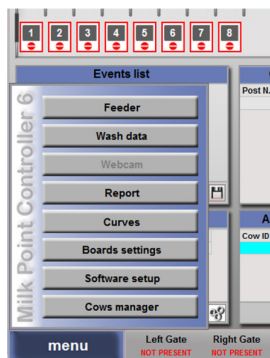 1 2 3 4 5 6 7 8
Events list
Post N.
Milk Point Controller 6
Feeder
Wash data
Webcam
Report
Curves
Boards settings
Software setup
Cows manager
Cow ID
menu
Left Gate
NOT PRESENT
Right Gate
NOT PRESENT